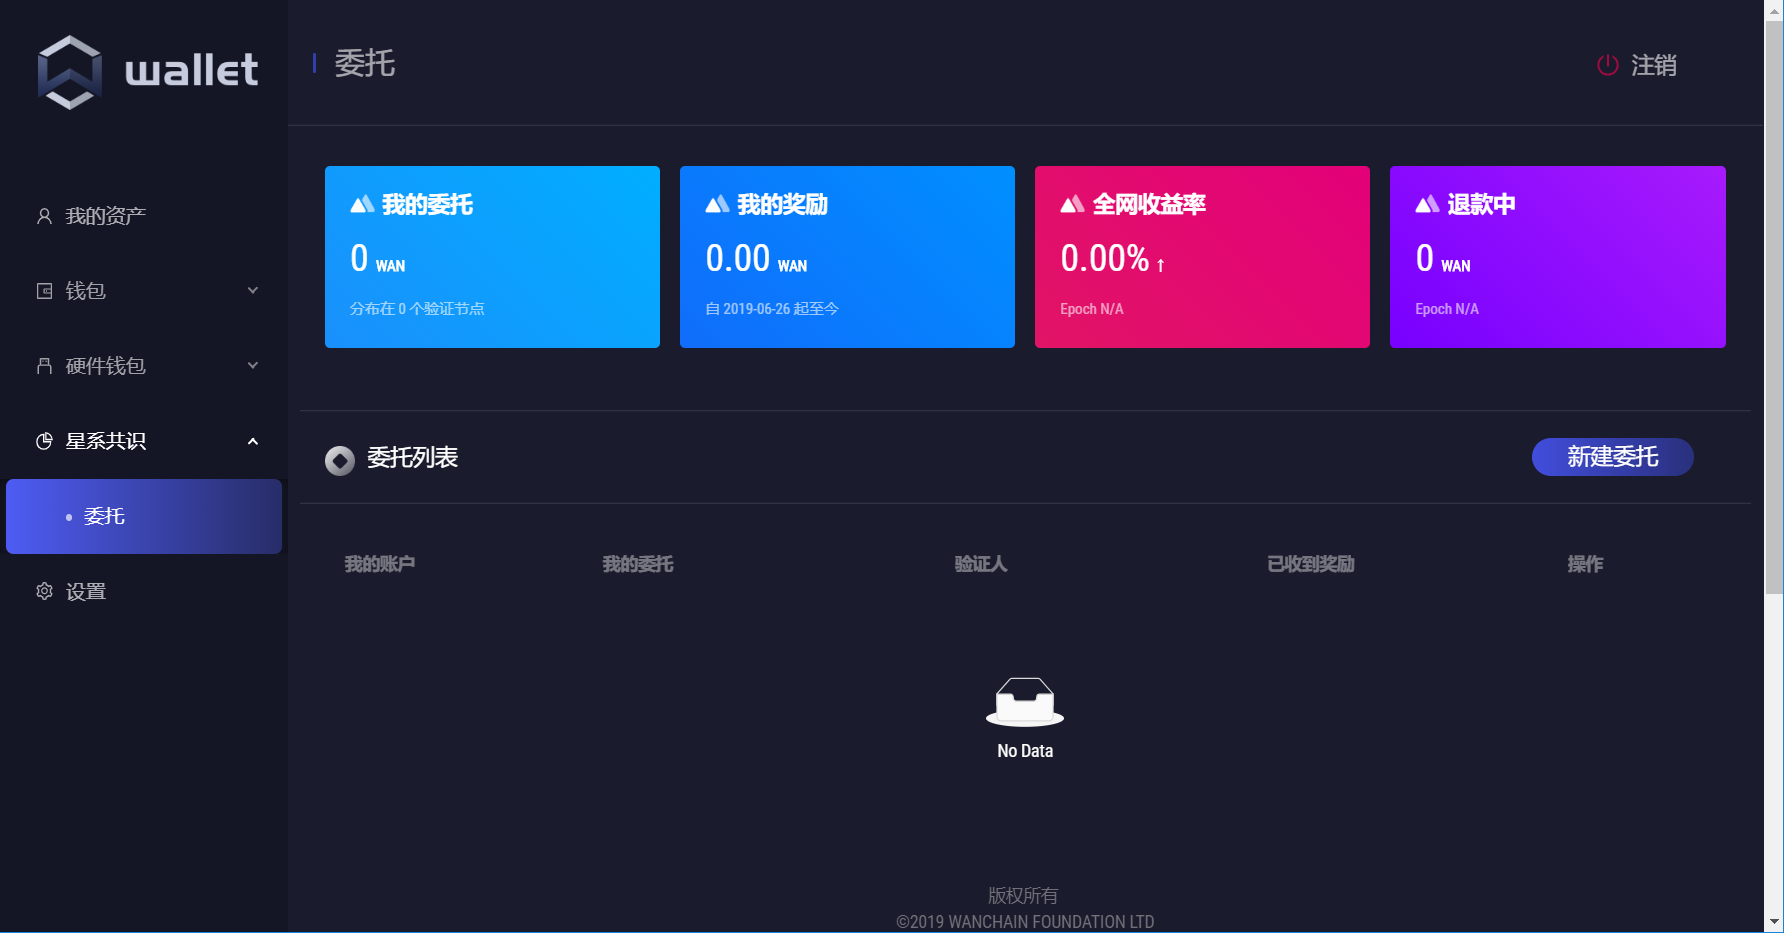 wallet
委托
注销
我的资产
钱包
硬件钱包
星系共识
委托
设置
我的委托
0 WAN
分布在 0 个验证节点
我的奖励
0.00 WAN
自 2019-06-26 起至今
全网收益率
0.00% ↑
Epoch N/A
退款中
0 WAN
Epoch N/A
委托列表
新建委托
我的账户 我的委托 验证人 已收到奖励 操作
No Data
版权所有
©2019 WANCHAIN FOUNDATION LTD